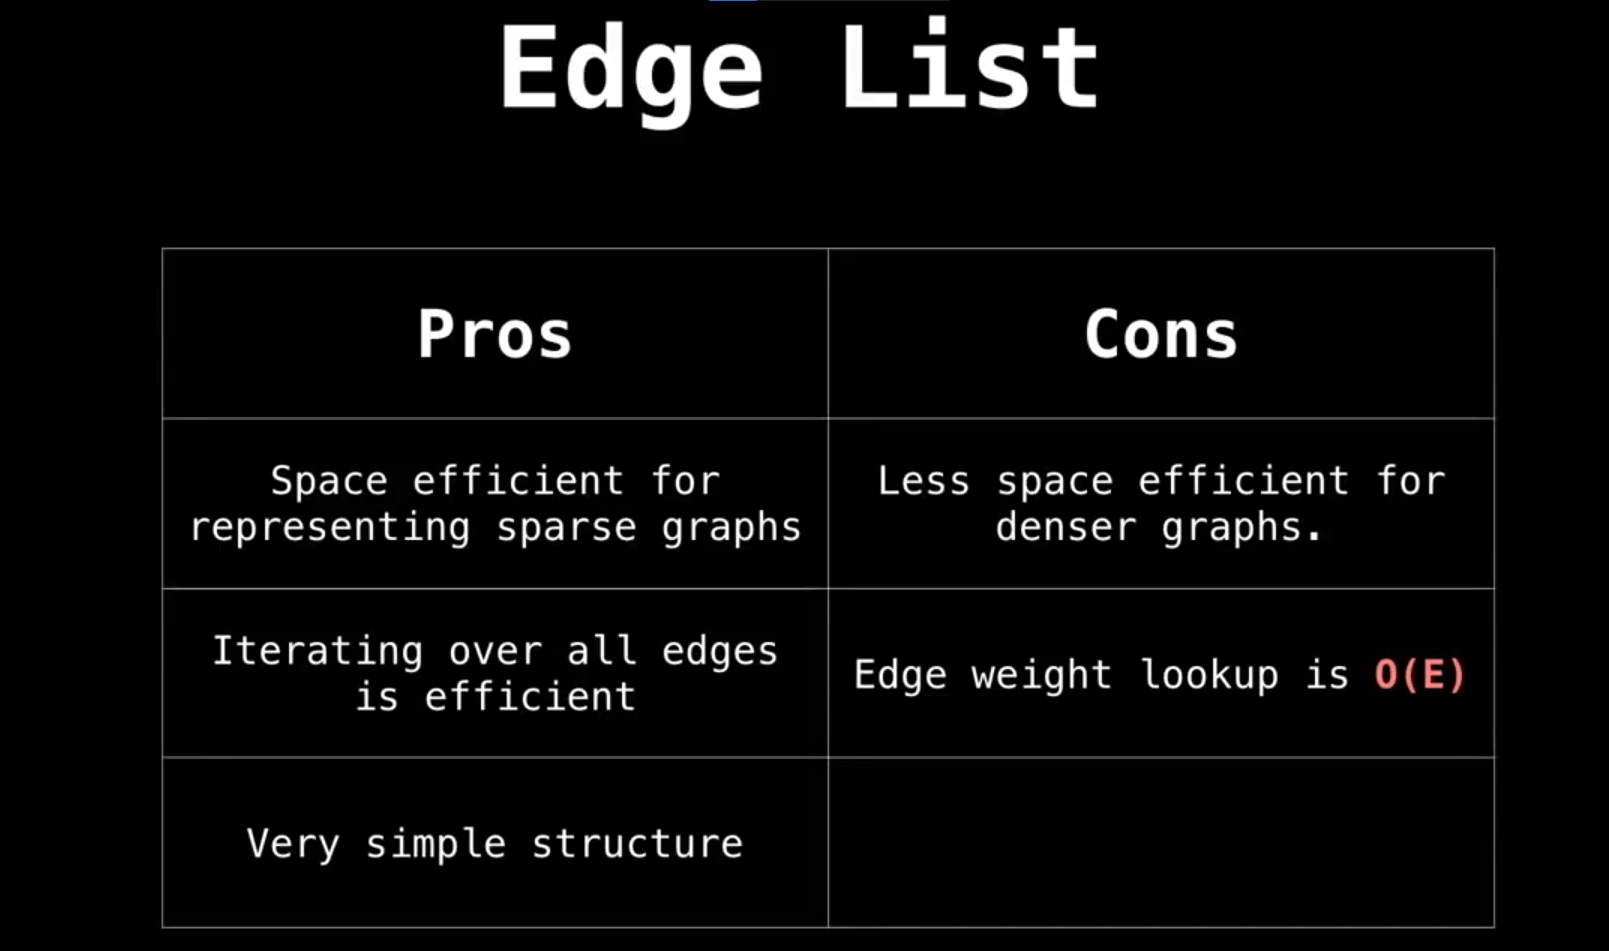 Edge List
Pros
Cons
Space efficient for
representing sparse graphs
Less space efficient for
denser graphs.
Iterating over all edges
is efficient
Edge weight lookup is O(E)
Very simple structure